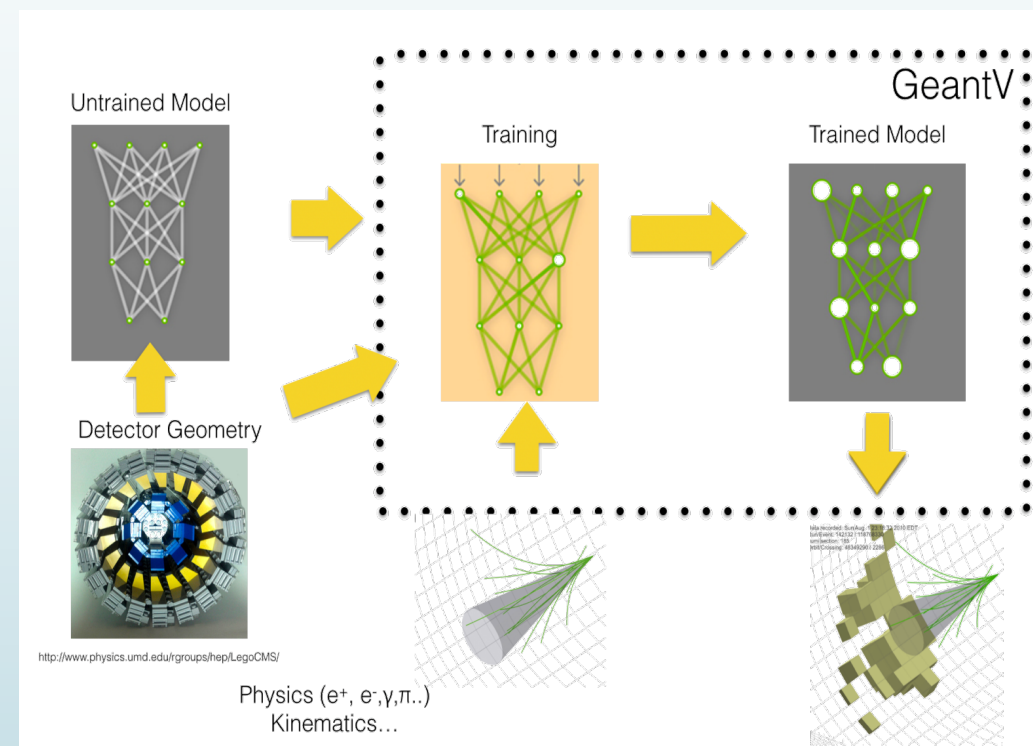 GeantV
Untrained Model
Training
Trained Model
Detector Geometry
http://www.physics.umd.edu/rgroups/hep/LegoCMS/
Physics (e⁺, e⁻,γ,π..)
Kinematics…